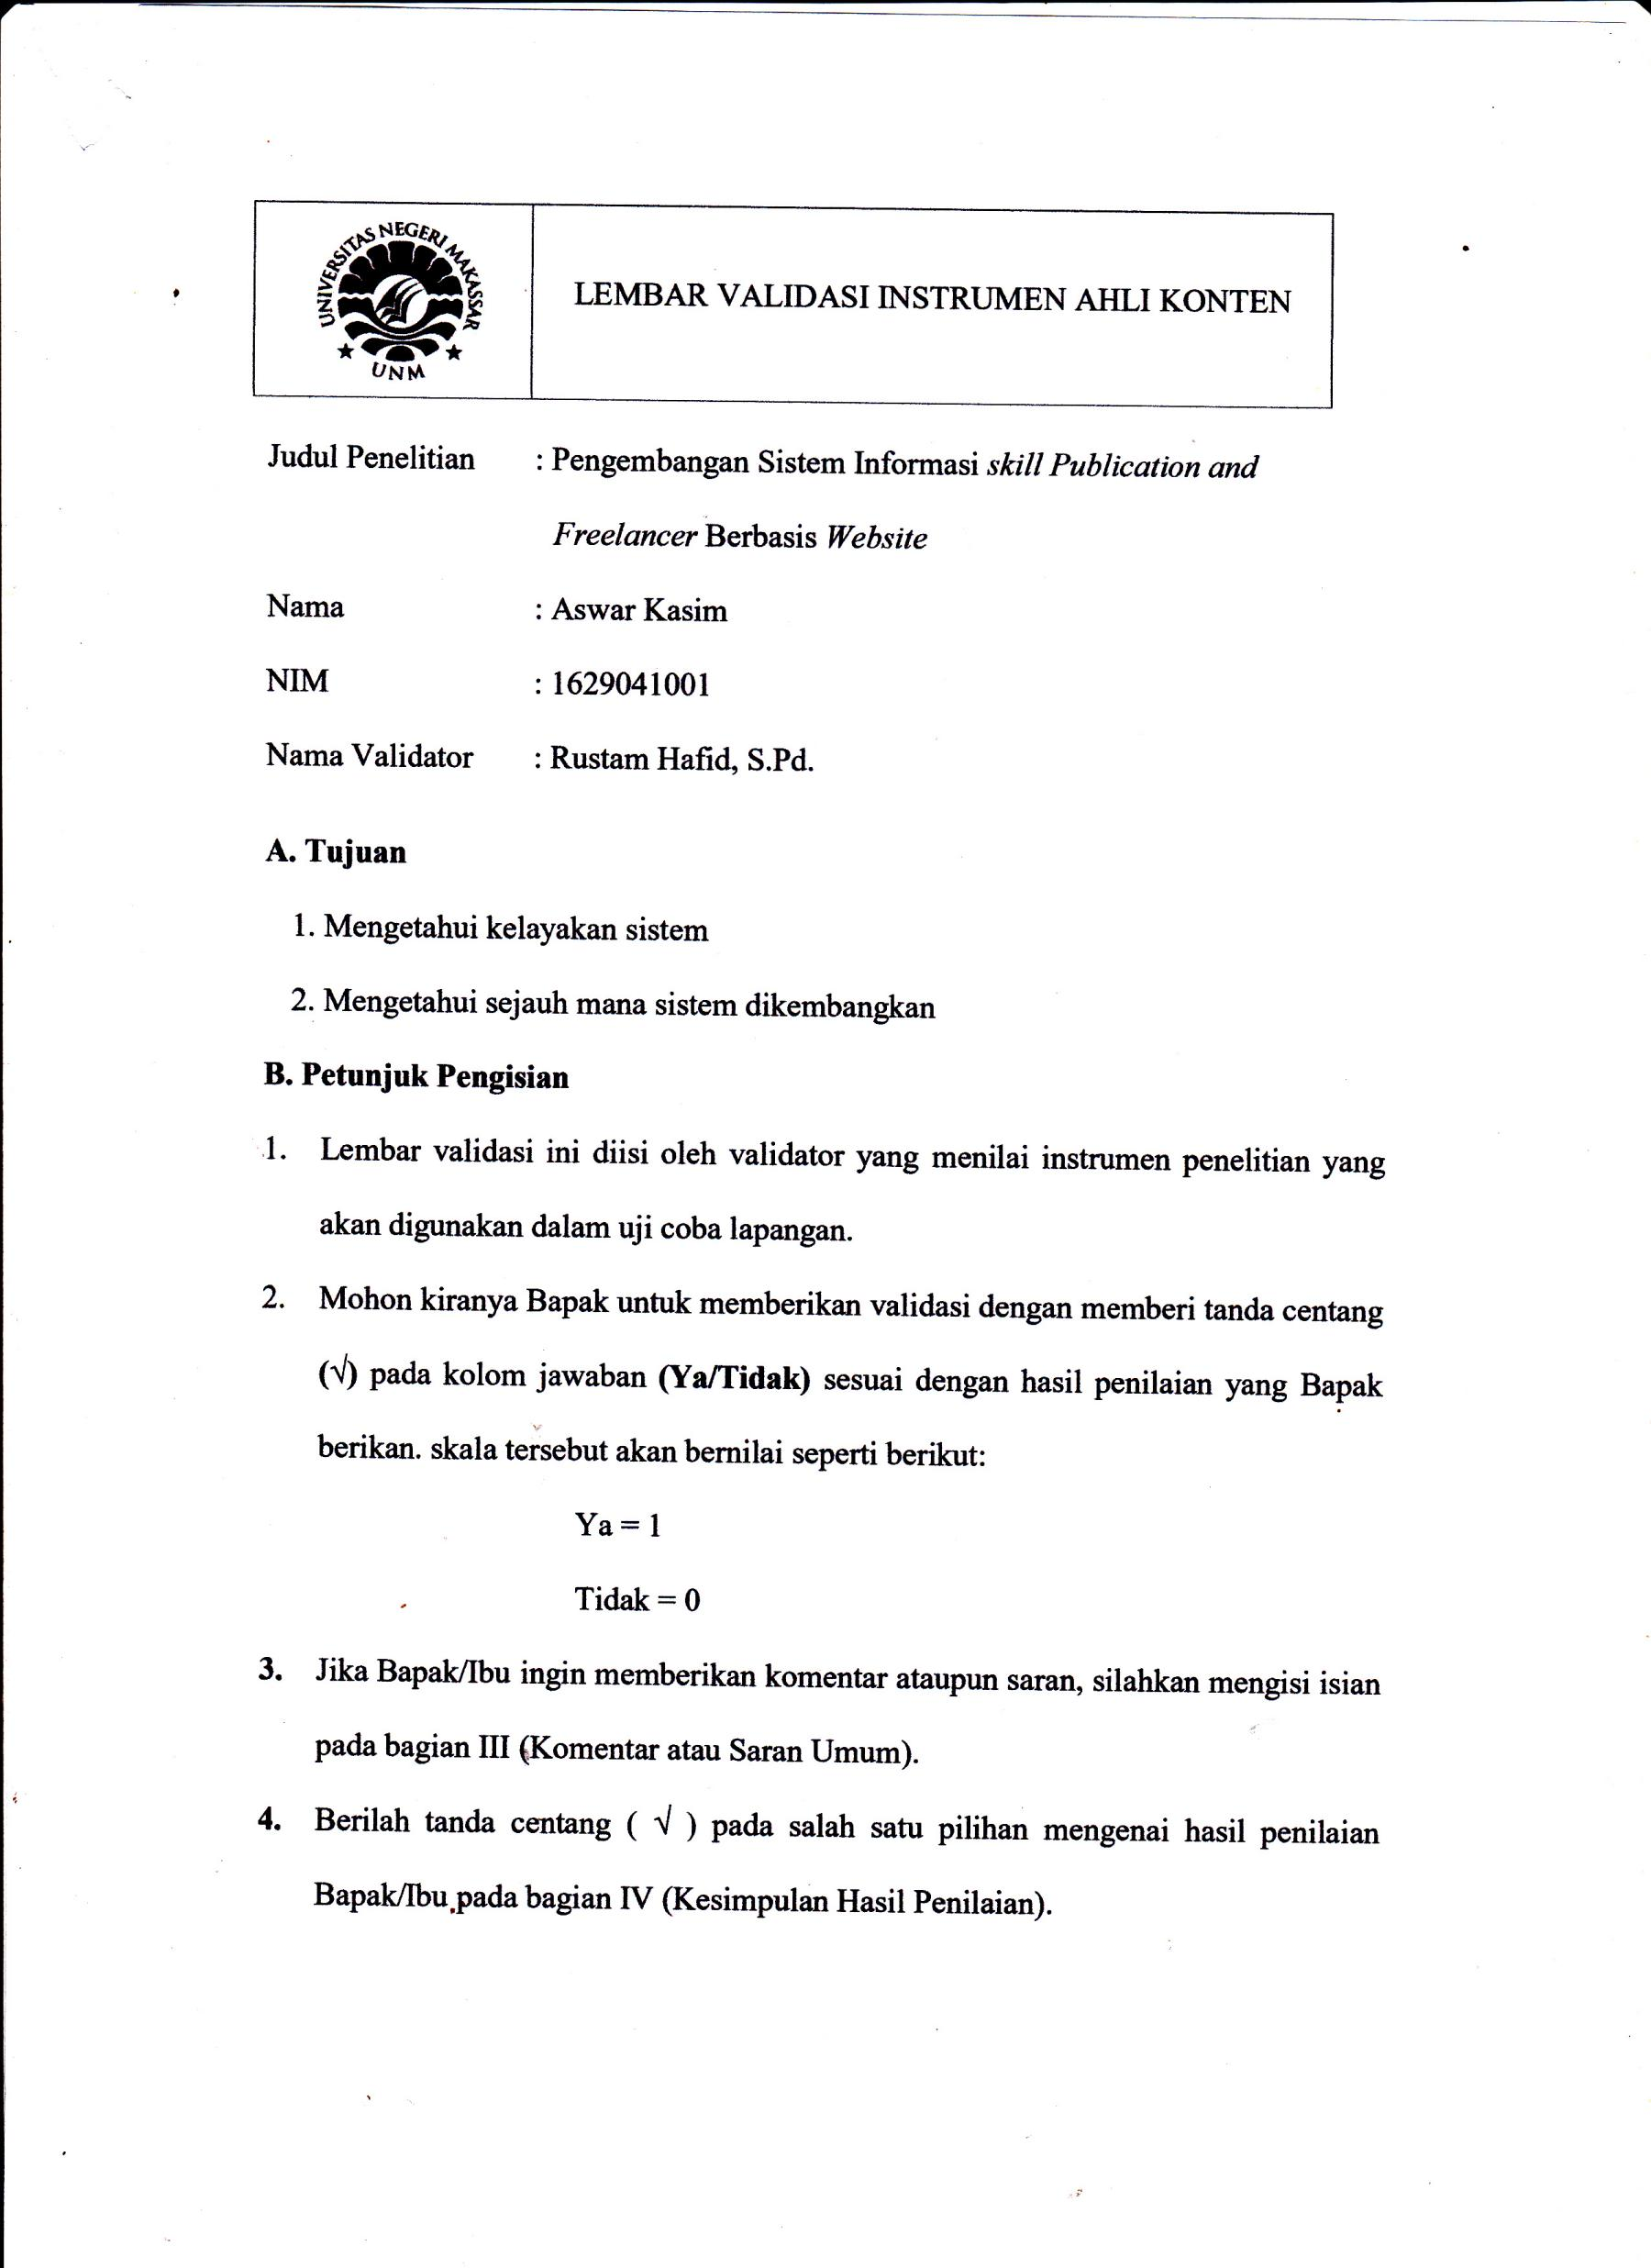 UNIVERSITAS NEGERI MAKASSAR
UNM
LEMBAR VALIDASI INSTRUMEN AHLI KONTEN
Judul Penelitian : Pengembangan Sistem Informasi skill Publication and
Freelancer Berbasis Website
Nama : Aswar Kasim
NIM : 1629041001
Nama Validator : Rustam Hafid, S.Pd.
A. Tujuan
1. Mengetahui kelayakan sistem
2. Mengetahui sejauh mana sistem dikembangkan
B. Petunjuk Pengisian
1. Lembar validasi ini diisi oleh validator yang menilai instrumen penelitian yang
akan digunakan dalam uji coba lapangan.
2. Mohon kiranya Bapak untuk memberikan validasi dengan memberi tanda centang
(√) pada kolom jawaban (Ya/Tidak) sesuai dengan hasil penilaian yang Bapak
berikan. skala tersebut akan bernilai seperti berikut:
Ya = 1
Tidak = 0
3. Jika Bapak/Ibu ingin memberikan komentar ataupun saran, silahkan mengisi isian
pada bagian III (Komentar atau Saran Umum).
4. Berilah tanda centang ( √ ) pada salah satu pilihan mengenai hasil penilaian
Bapak/Ibu pada bagian IV (Kesimpulan Hasil Penilaian).